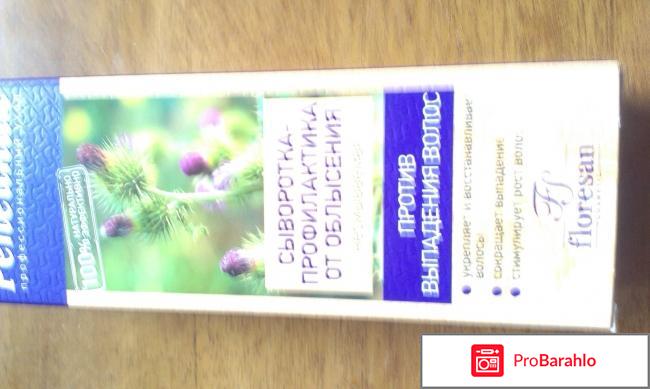 Репейник
профессиональный
100% НАТУРАЛЬНО
ЭФФЕКТИВНО
СЫВОРОТКА-
ПРОФИЛАКТИКА
ОТ ОБЛЫСЕНИЯ
ПРОТИВ
ВЫПАДЕНИЯ ВОЛОС
укрепляет и восстанавливает
волосы
сокращает выпадение
стимулирует рост волос
floresan
ProBarahlo